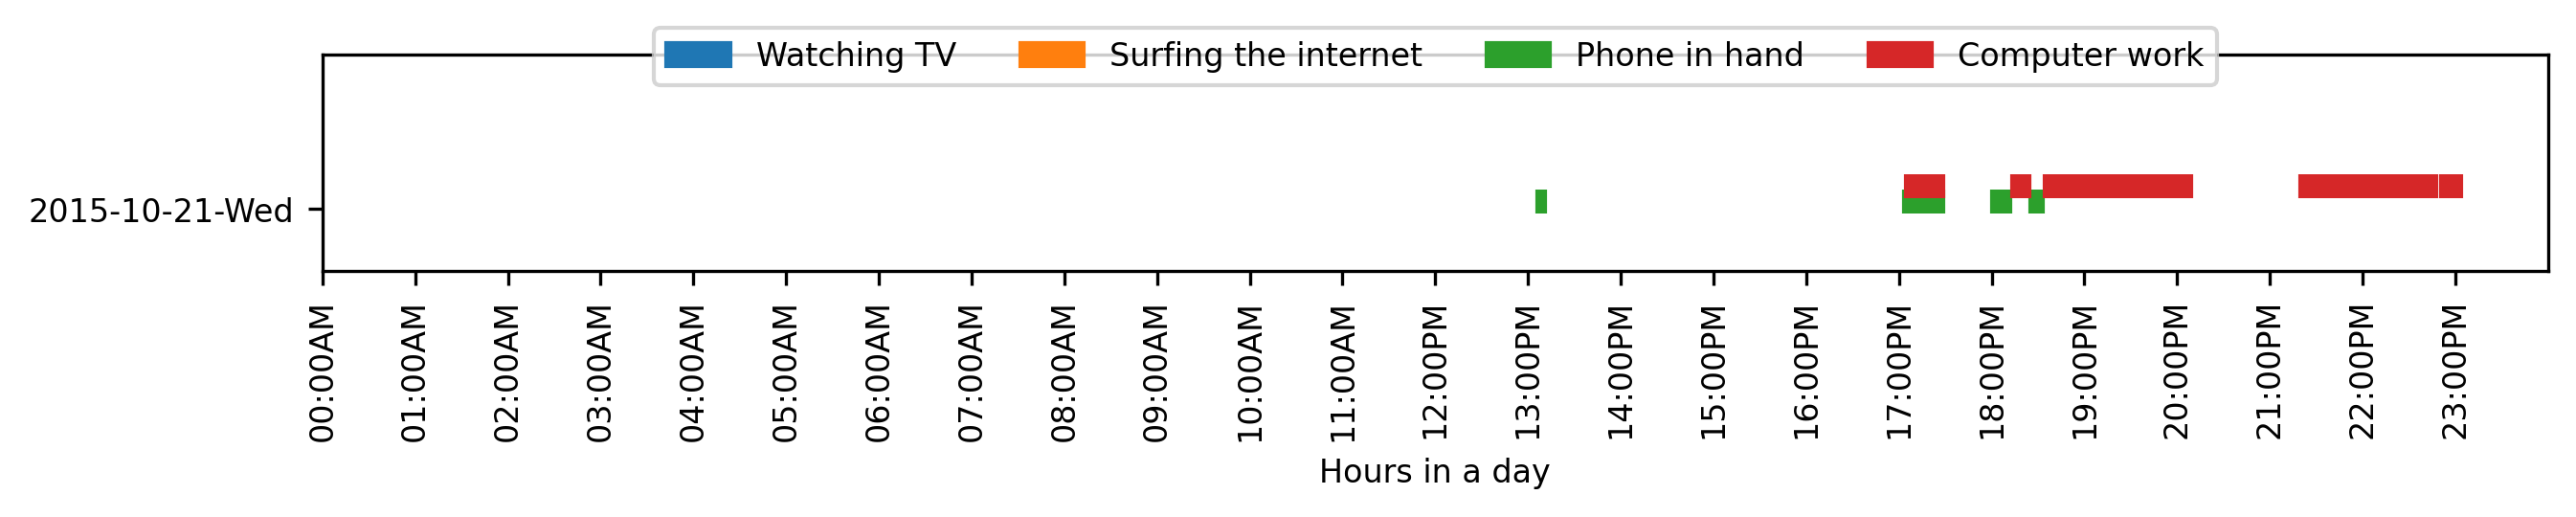 Watching TV Surfing the internet Phone in hand Computer work
2015-10-21-Wed
00:00AM
01:00AM
02:00AM
03:00AM
04:00AM
05:00AM
06:00AM
07:00AM
08:00AM
09:00AM
10:00AM
11:00AM
12:00PM
13:00PM
14:00PM
15:00PM
16:00PM
17:00PM
18:00PM
19:00PM
20:00PM
21:00PM
22:00PM
23:00PM
Hours in a day